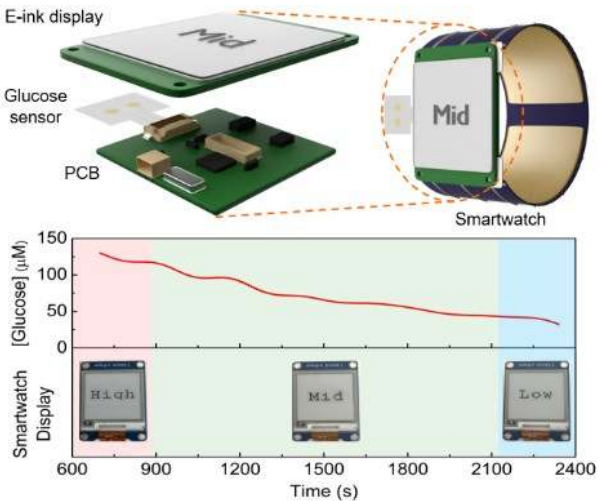 E-ink display
Mid
Glucose
sensor
PCB
Mid
Smartwatch
[Glucose] (μM)
150
100
50
0
Smartwatch
Display
High
Mid
Low
600 900 1200 1500 1800 2100 2400
Time (s)